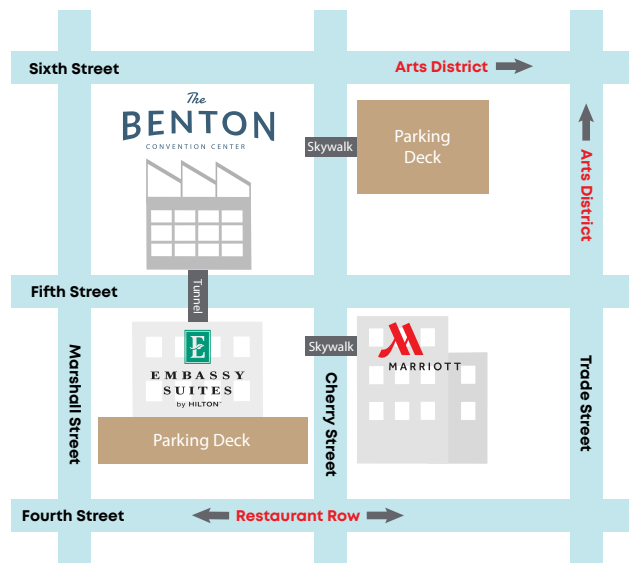 Sixth Street
Arts District
The
BENTON
CONVENTION CENTER
Skywalk
Parking
Deck
Arts District
Tunnel
Fifth Street
Skywalk
E
EMBASSY
SUITES
by HILTON™
MARRIOTT
Marshall Street
Cherry Street
Trade Street
Parking Deck
Fourth Street
Restaurant Row